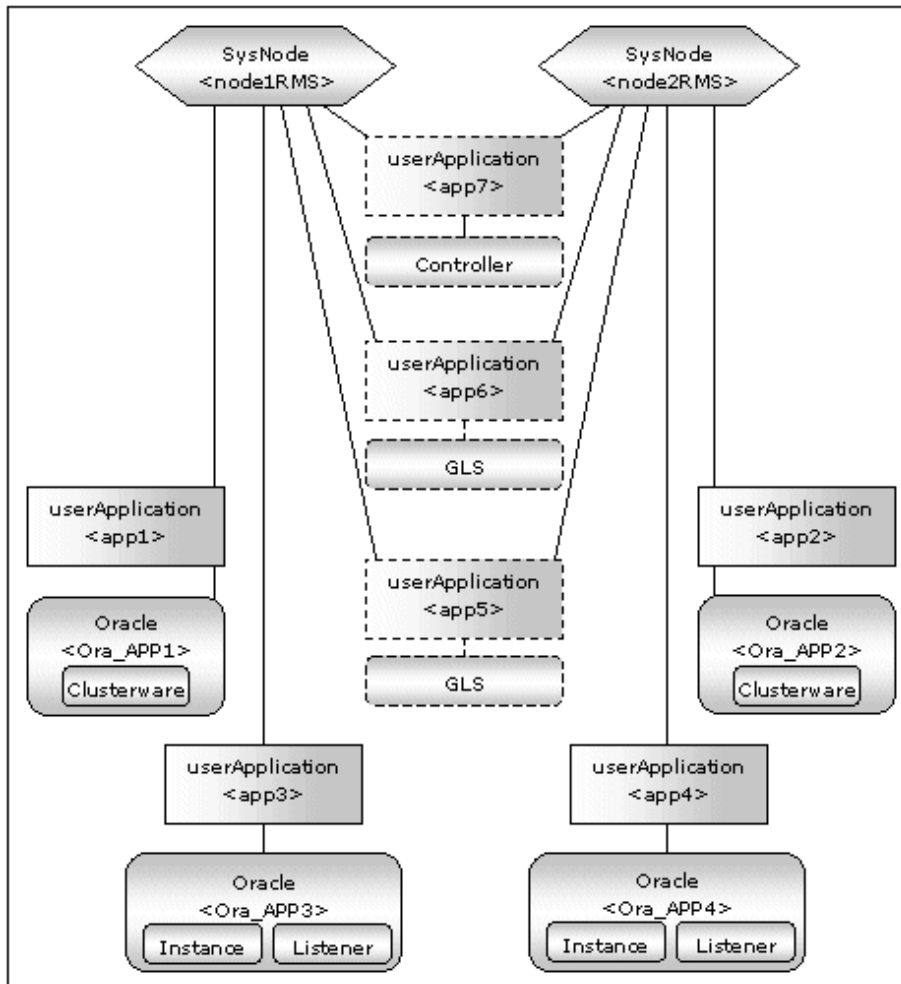 SysNode
<node1RMS>
SysNode
<node2RMS>
userApplication
<app7>
Controller
userApplication
<app6>
GLS
userApplication
<app1>
userApplication
<app2>
userApplication
<app5>
GLS
Oracle
<Ora_APP1>
Clusterware
Oracle
<Ora_APP2>
Clusterware
userApplication
<app3>
userApplication
<app4>
Oracle
<Ora_APP3>
Instance
Listener
Oracle
<Ora_APP4>
Instance
Listener